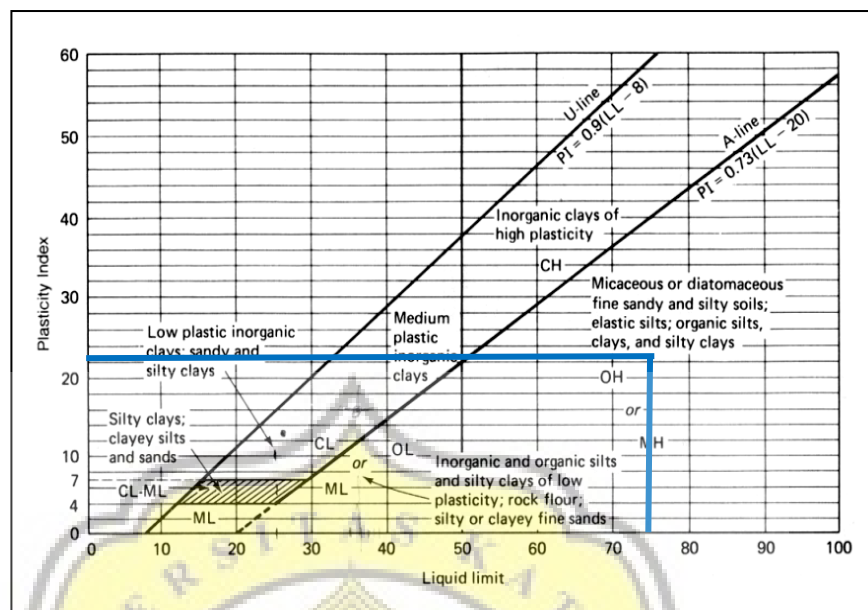 60
50
40
30
20
10
7
4
0
Plasticity Index
U-line
PI = 0.9(LL – 8)
A-line
PI = 0.73(LL – 20)
Inorganic clays of
high plasticity
CH
Micaceous or diatomaceous
fine sandy and silty soils;
elastic silts; organic silts,
clays, and silty clays
Low plastic inorganic
clays; sandy and
silty clays
Medium
plastic
inorganic
clays
OH
or
MH
Silty clays;
clayey silts
and sands
CL
OL
or
ML
CL-ML
ML
Inorganic and organic silts
and silty clays of low
plasticity; rock flour;
silty or clayey fine sands
0 10 20 30 40 50 60 70 80 90 100
Liquid limit
ERSITAS KAT